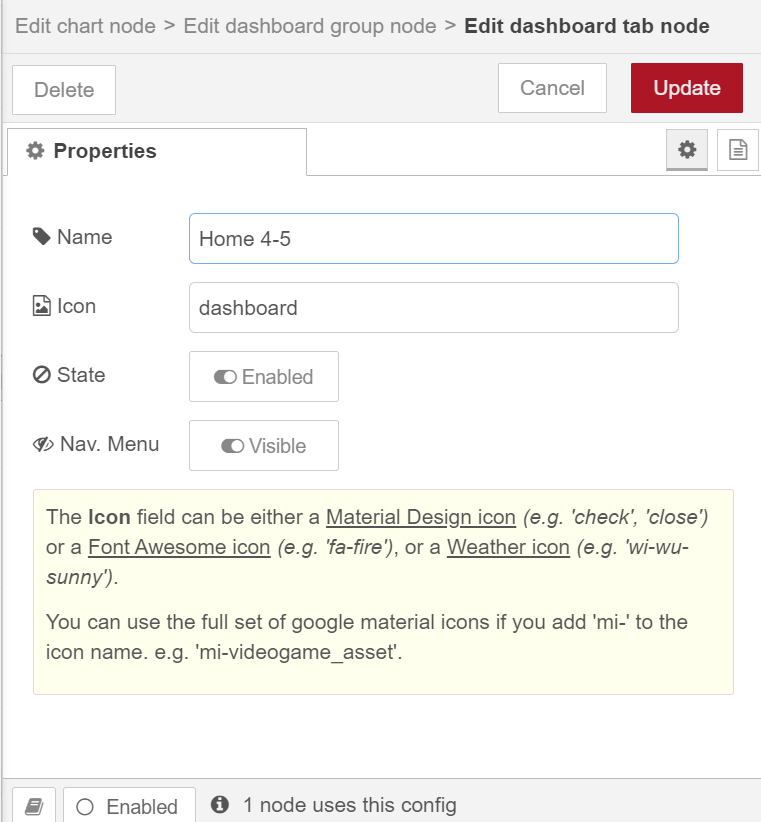 Edit chart node > Edit dashboard group node > Edit dashboard tab node
Delete
Cancel
Update
Properties
Name
Home 4-5
Icon
dashboard
State
Enabled
Nav. Menu
Visible
The Icon field can be either a Material Design icon (e.g. 'check', 'close')
or a Font Awesome icon (e.g. 'fa-fire'), or a Weather icon (e.g. 'wi-wu-
sunny').
You can use the full set of google material icons if you add 'mi-' to the
icon name. e.g. 'mi-videogame_asset'.
Enabled
1 node uses this config